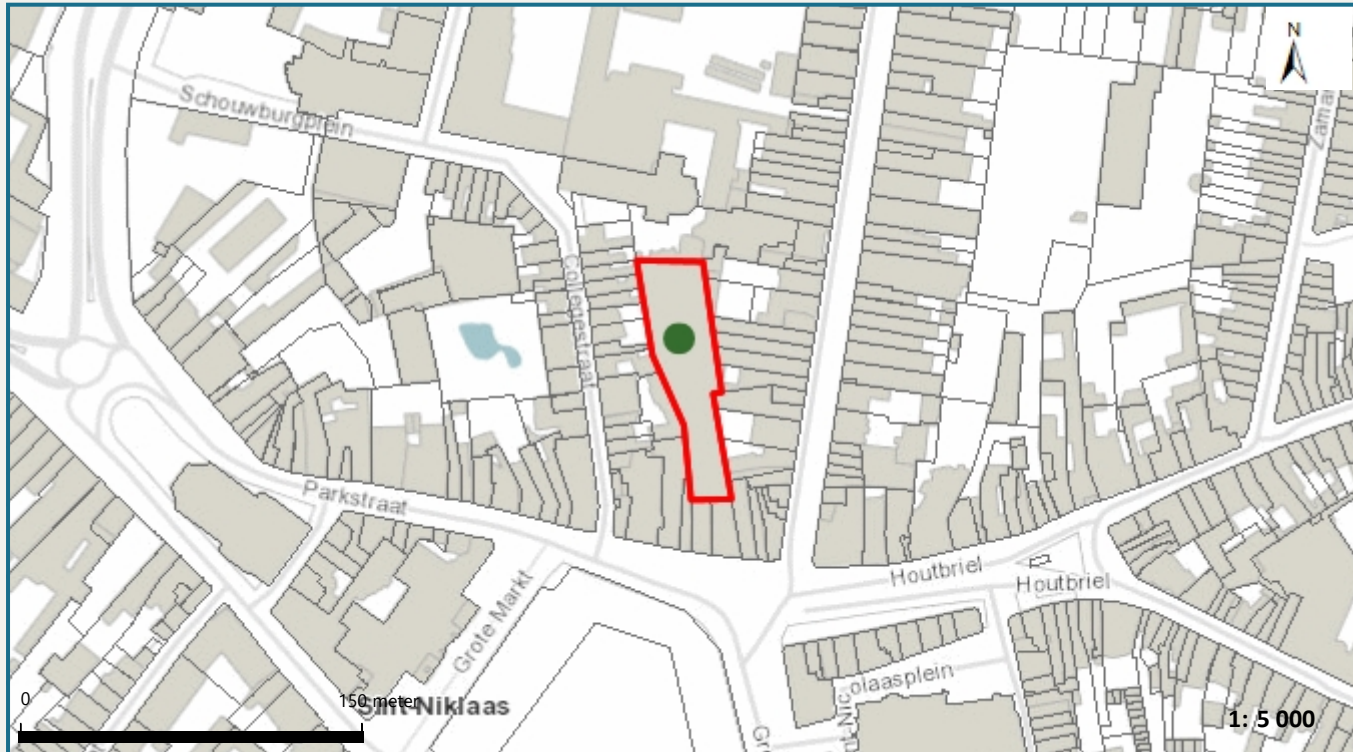 N
Schouwburgplein
Collegestraat
Parkstraat
Houtbriel
Houtbriel
Grote Markt
olaasplein
0
150 meter
Sint-Niklaas
1: 5 000